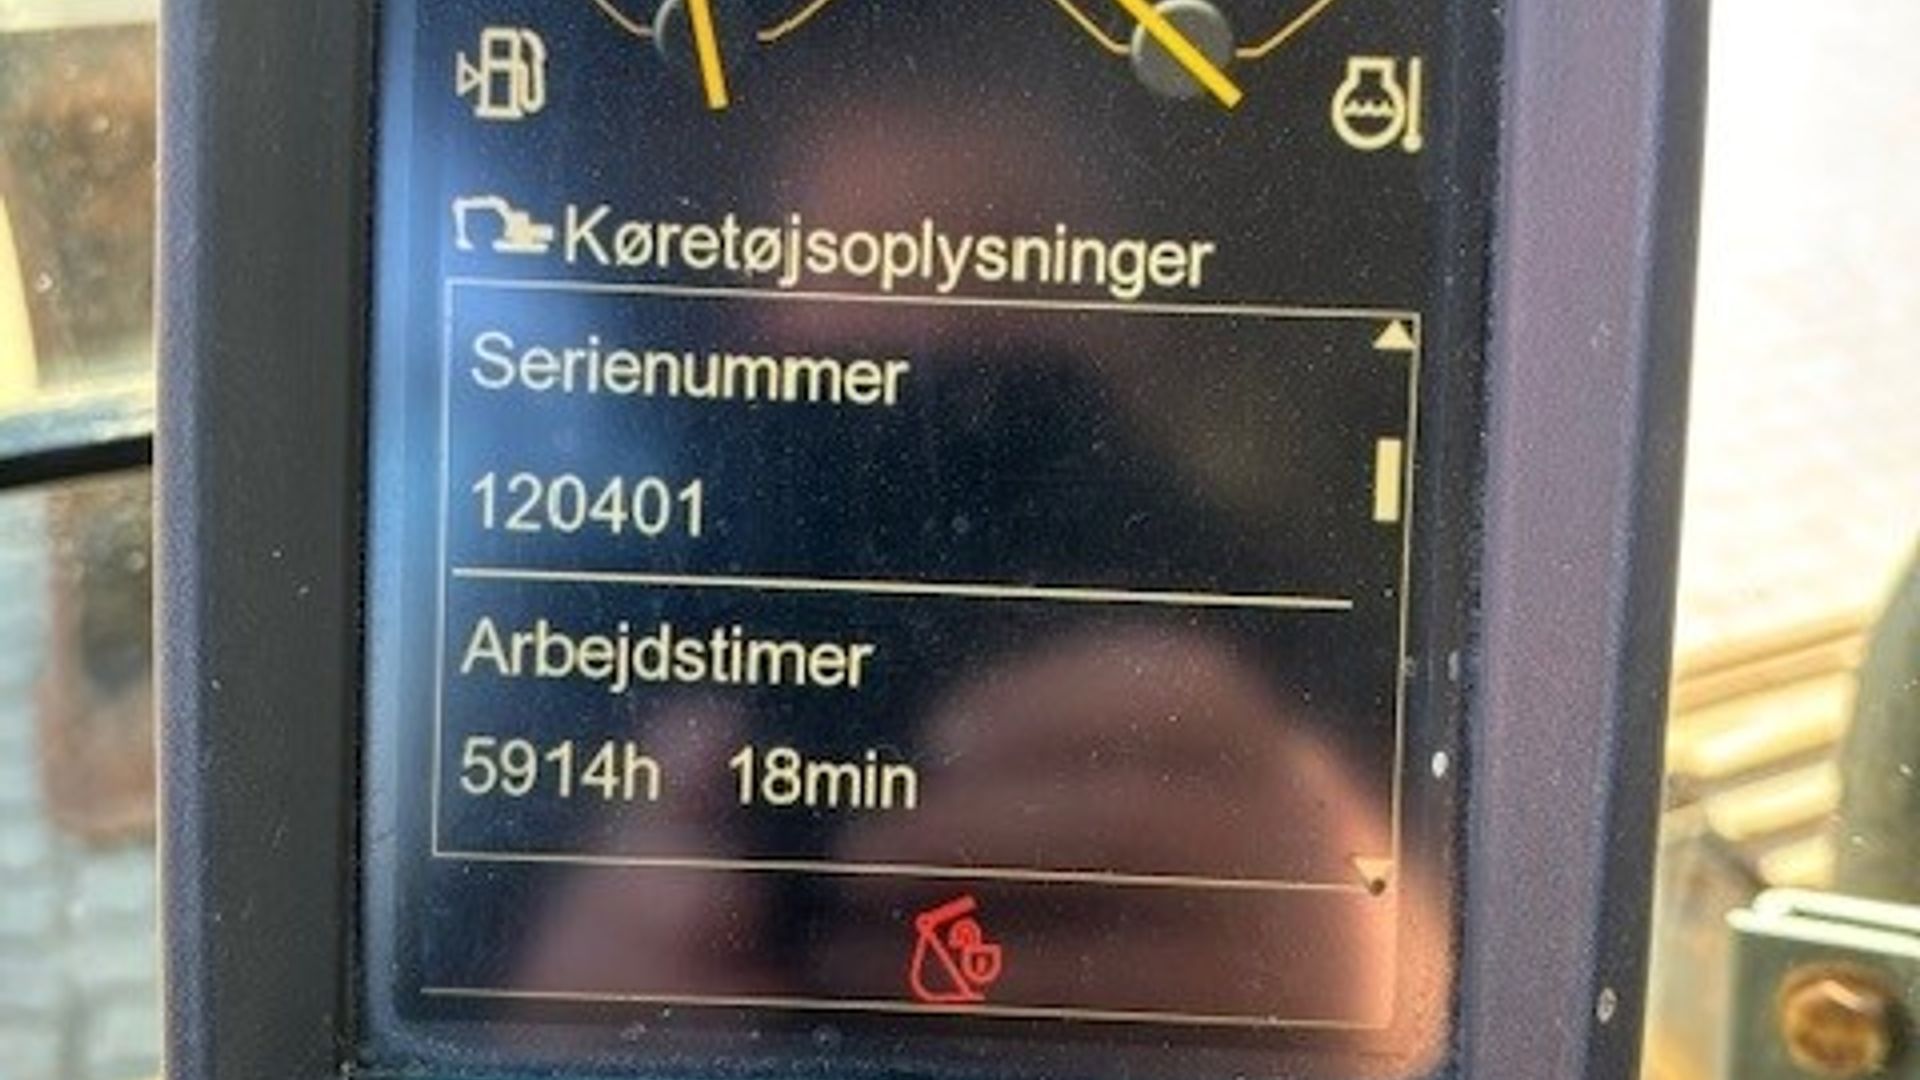 Køretøjsoplysninger
Serienummer
120401
Arbejdstimer
5914h 18min